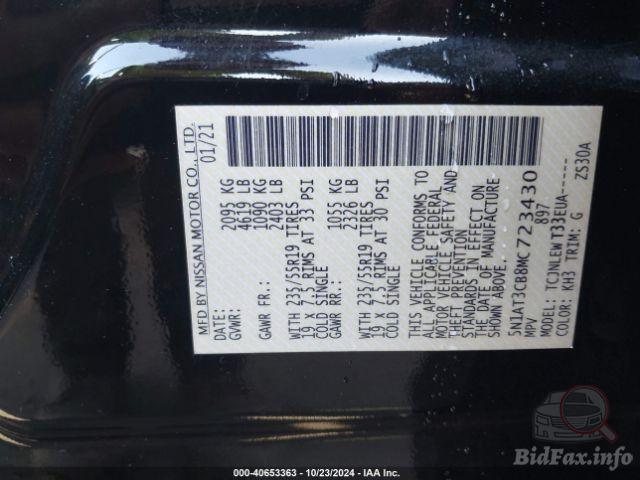 MFD BY NISSAN MOTOR CO., LTD.
DATE: 01/21
GVWR: 2095 KG
4619 LB
GAWR FR.: 1090 KG
2403 LB
WITH 235/55R19 TIRES
19 X 7.5J RIMS AT 33 PSI
COLD SINGLE
GAWR RR.: 1055 KG
2326 LB
WITH 235/55R19 TIRES
19 X 7.5J RIMS AT 30 PSI
COLD SINGLE
THIS VEHICLE CONFORMS TO
ALL APPLICABLE FEDERAL
MOTOR VEHICLE SAFETY AND
THEFT PREVENTION
STANDARDS IN EFFECT ON
THE DATE OF MANUFACTURE
SHOWN ABOVE.
5N1AT3CB8MC723430
MPV 897
MODEL: TCJNLEWT33EUA-----
COLOR: KH3 TRIM: G ZS30A
BidFax.info
000-40653363 - 10/23/2024 - IAA Inc.